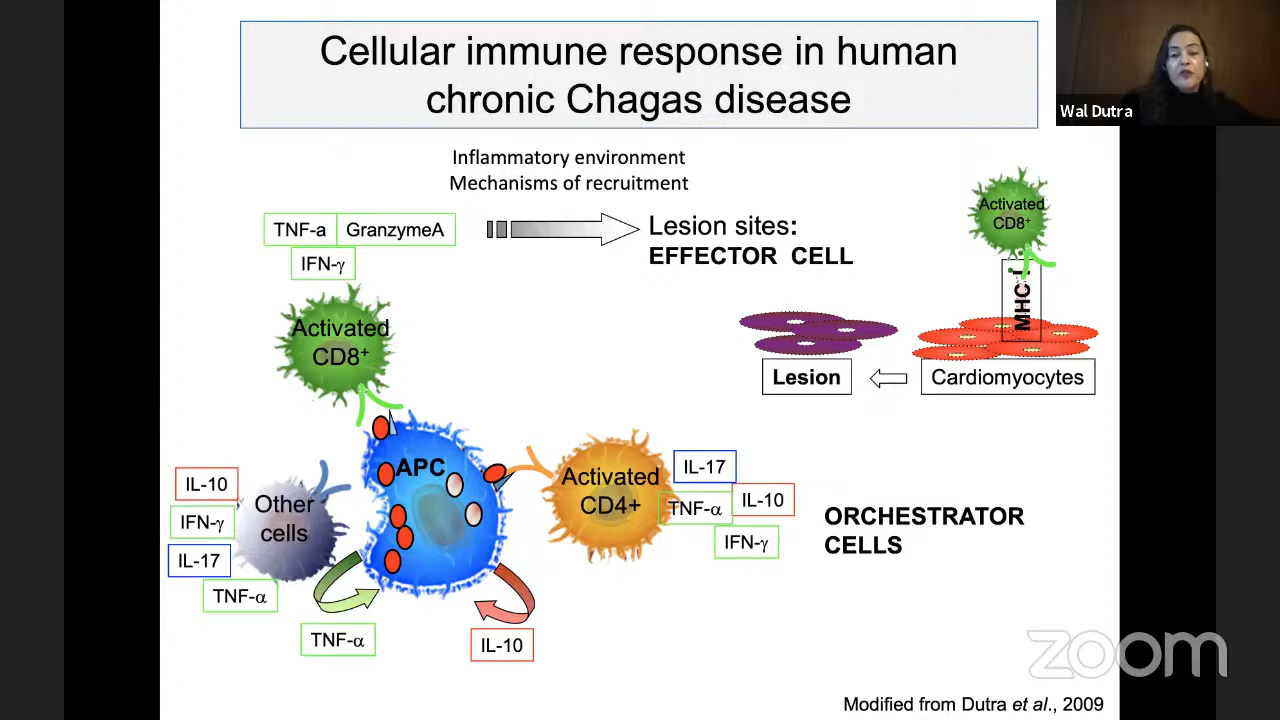 Cellular immune response in human
chronic Chagas disease
Wal Dutra
Inflammatory environment
Mechanisms of recruitment
TNF-a
GranzymeA
IFN-γ
Lesion sites:
EFFECTOR CELL
Activated
CD8⁺
MHC I
Activated
CD8⁺
Lesion
Cardiomyocytes
APC
Activated
CD4+
IL-17
IL-10
TNF-α
IFN-γ
ORCHESTRATOR
CELLS
Other
cells
IL-10
IFN-γ
IL-17
TNF-α
TNF-α
IL-10
zoom
Modified from Dutra et al., 2009